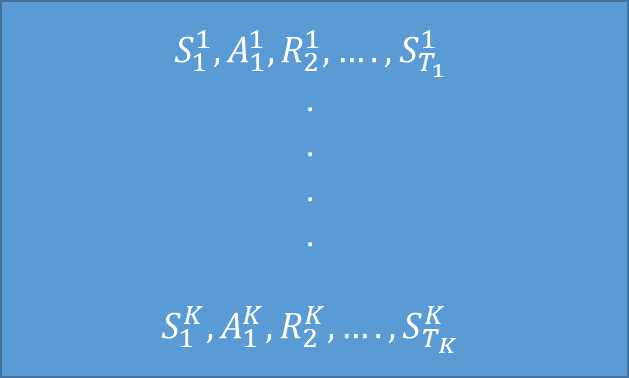 S_1^1, A_1^1, R_2^1, … . , S_{T_1}^1
.
.
.
.
S_1^K, A_1^K, R_2^K, … . , S_{T_K}^K